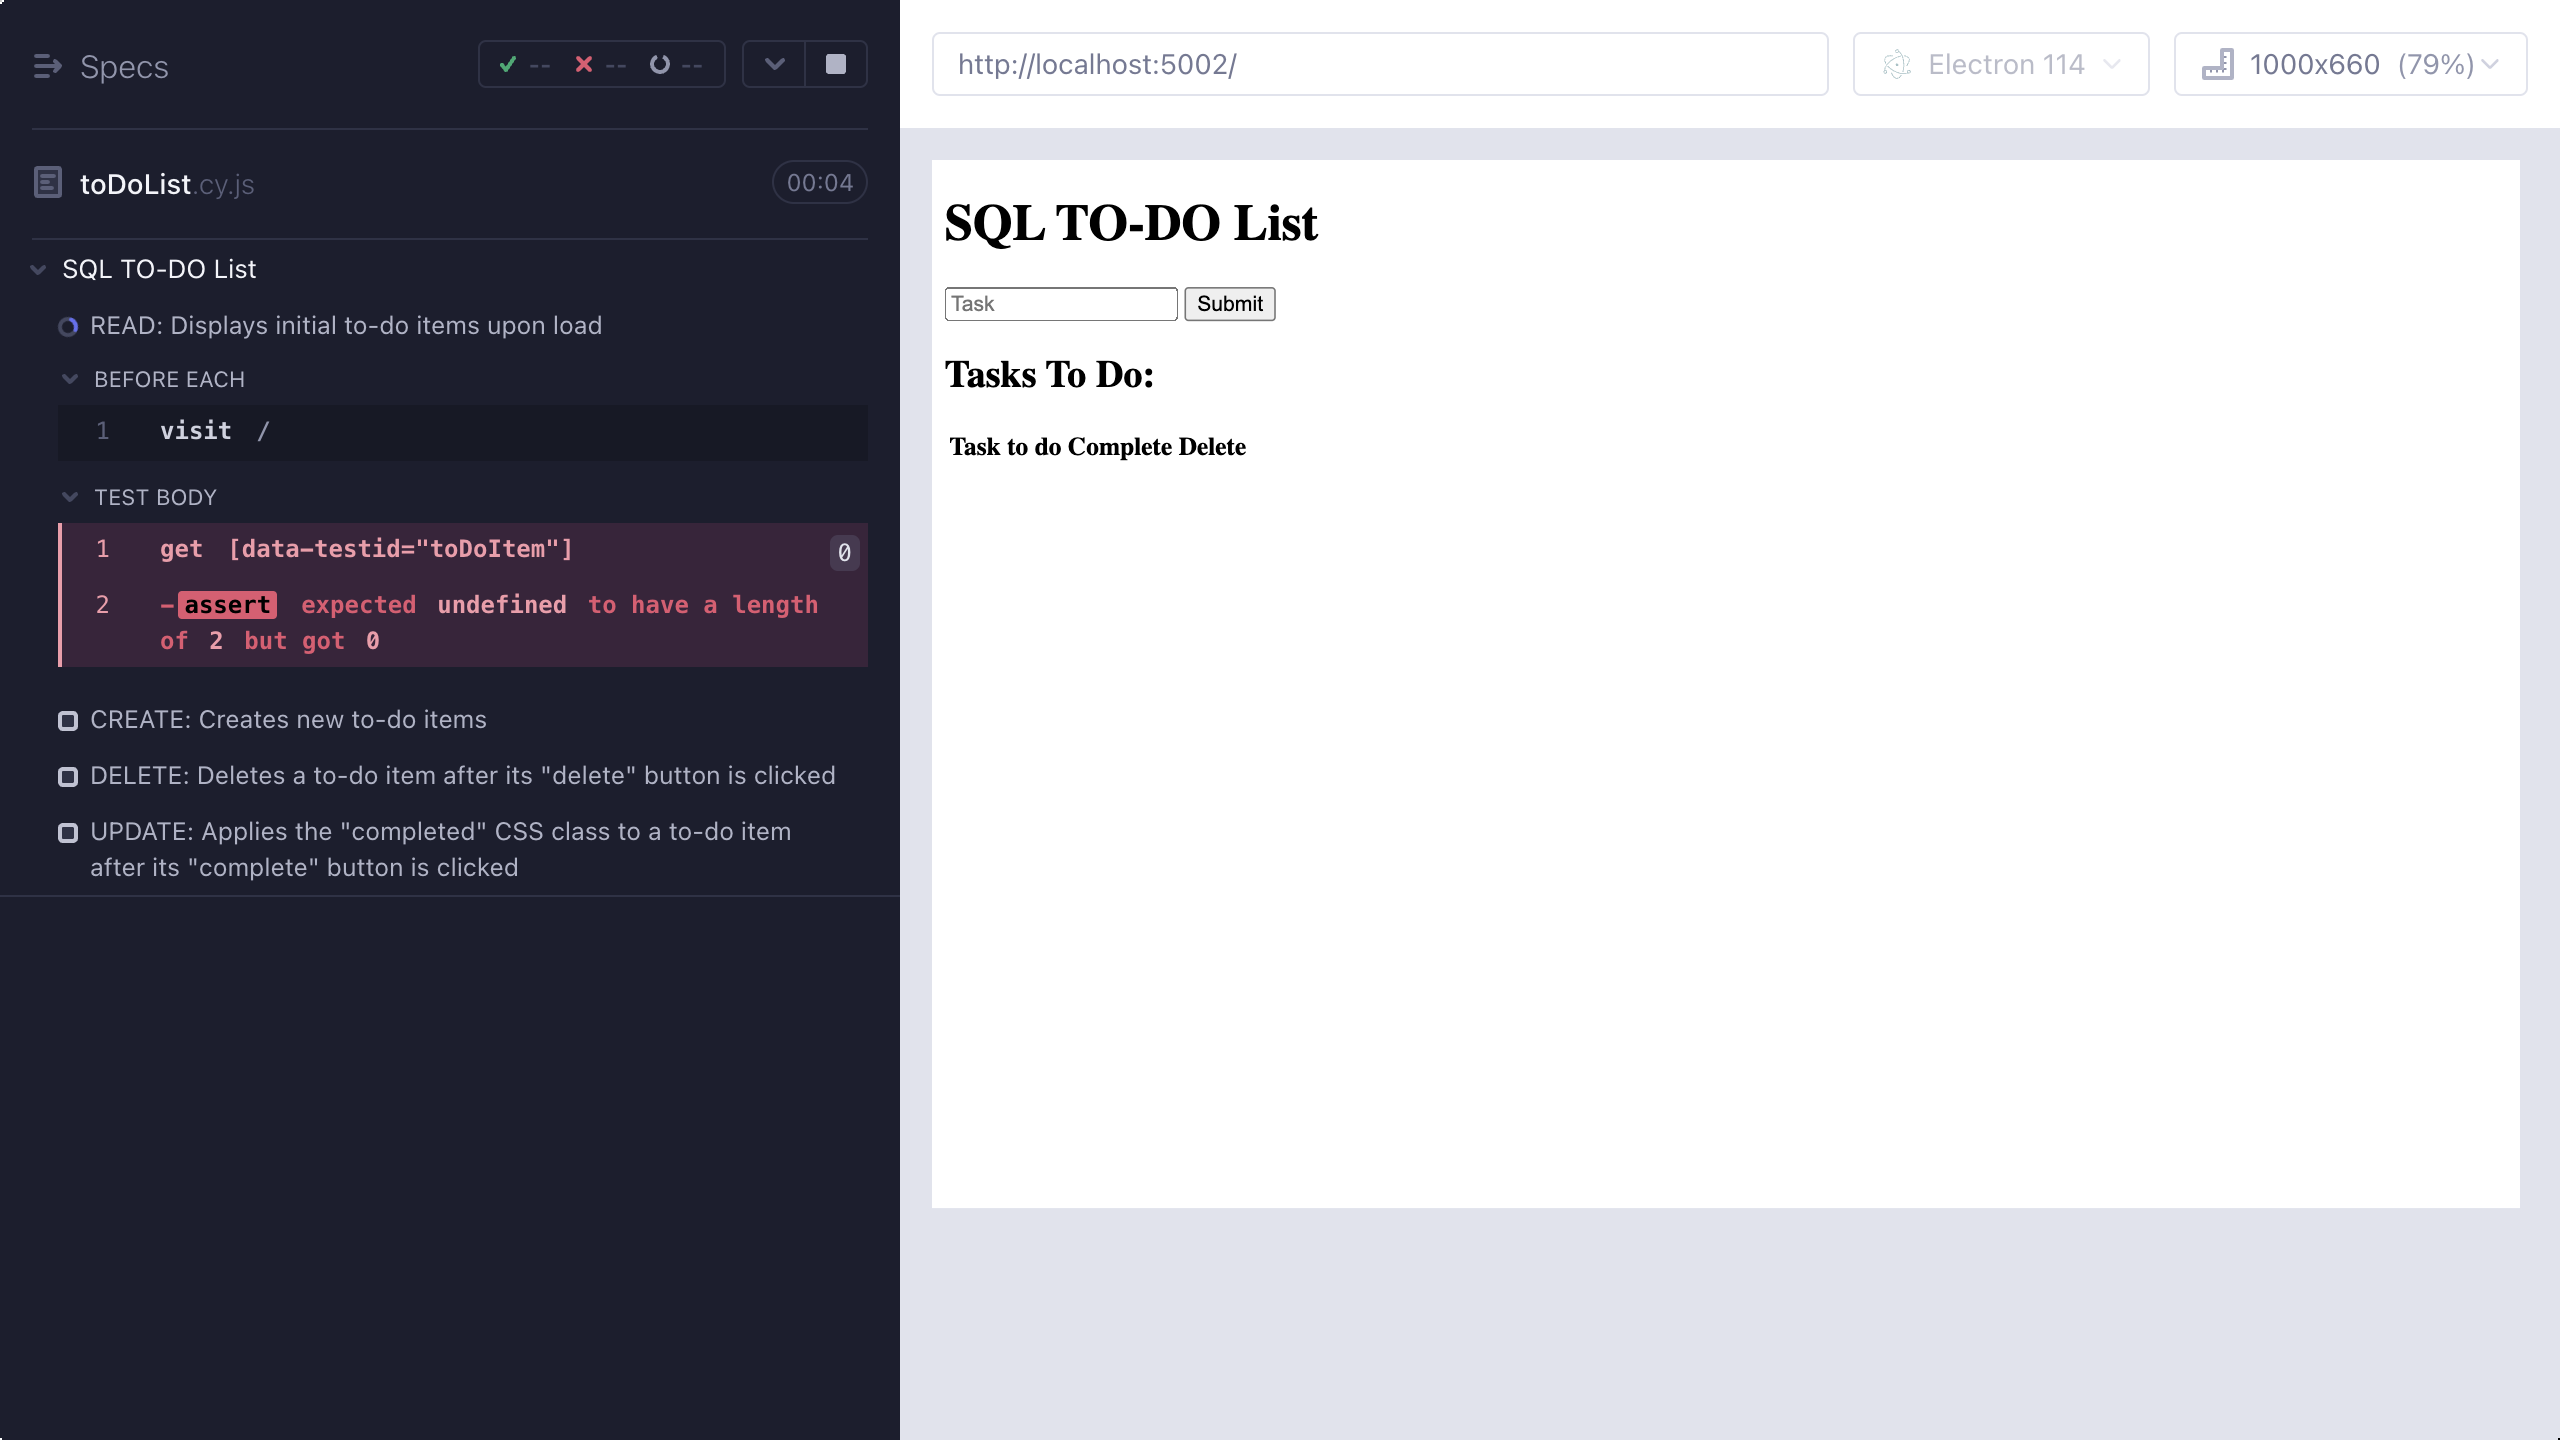 Specs
-- -- --
toDoList.cy.js
00:04
SQL TO-DO List
READ: Displays initial to-do items upon load
BEFORE EACH
1 visit /
TEST BODY
1 get [data-testid="toDoItem"] 0
2 -assert expected undefined to have a length
of 2 but got 0
CREATE: Creates new to-do items
DELETE: Deletes a to-do item after its "delete" button is clicked
UPDATE: Applies the "completed" CSS class to a to-do item
after its "complete" button is clicked
http://localhost:5002/
Electron 114
1000x660 (79%)
SQL TO-DO List
Task Submit
Tasks To Do:
Task to do Complete Delete